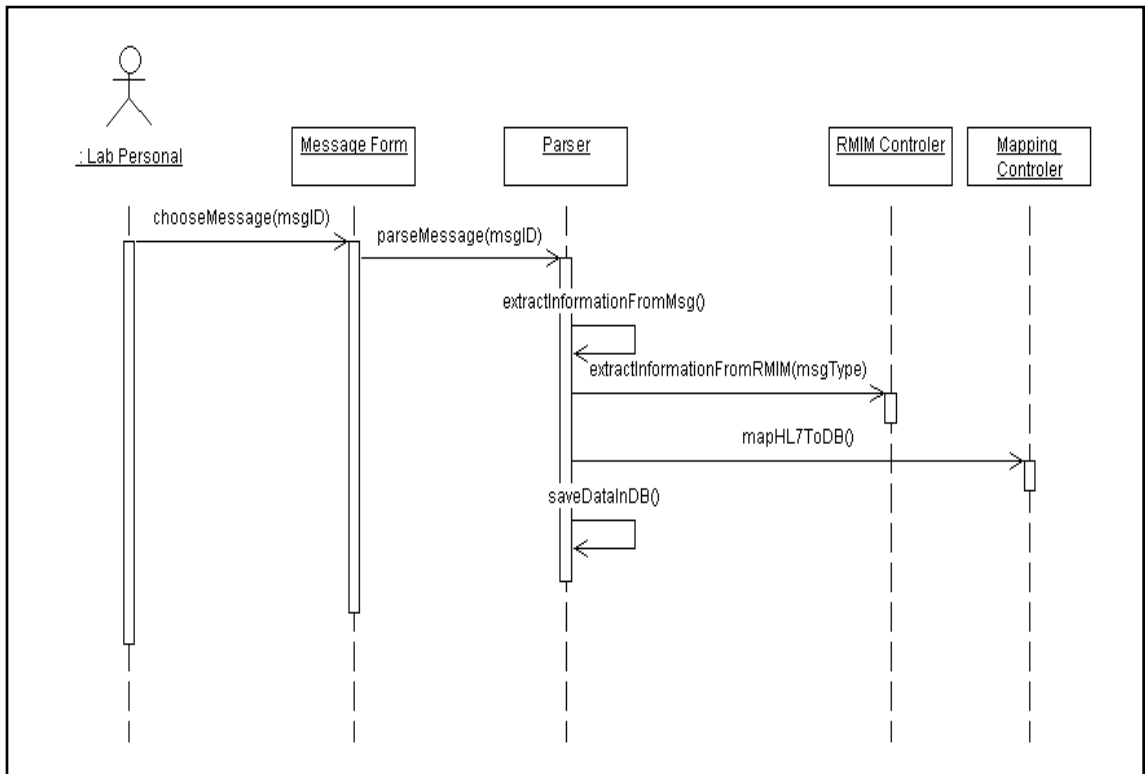 : Lab Personal
Message Form
Parser
RMIM Controler
Mapping
Controler
chooseMessage(msgID)
parseMessage(msgID)
extractInformationFromMsg()
extractInformationFromRMIM(msgType)
mapHL7ToDB()
saveDataInDB()